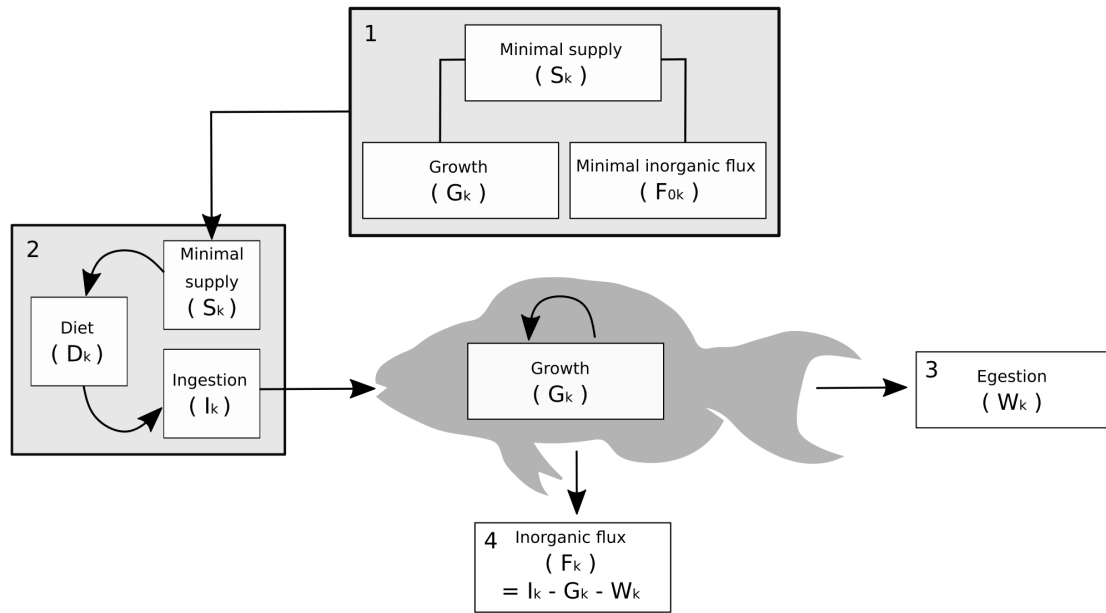 1
Minimal supply
( Sk )
Growth
( Gk )
Minimal inorganic flux
( F0k )
2
Minimal
supply
( Sk )
Diet
( Dk )
Ingestion
( Ik )
Growth
( Gk )
3
Egestion
( Wk )
4
Inorganic flux
( Fk )
= Ik - Gk - Wk